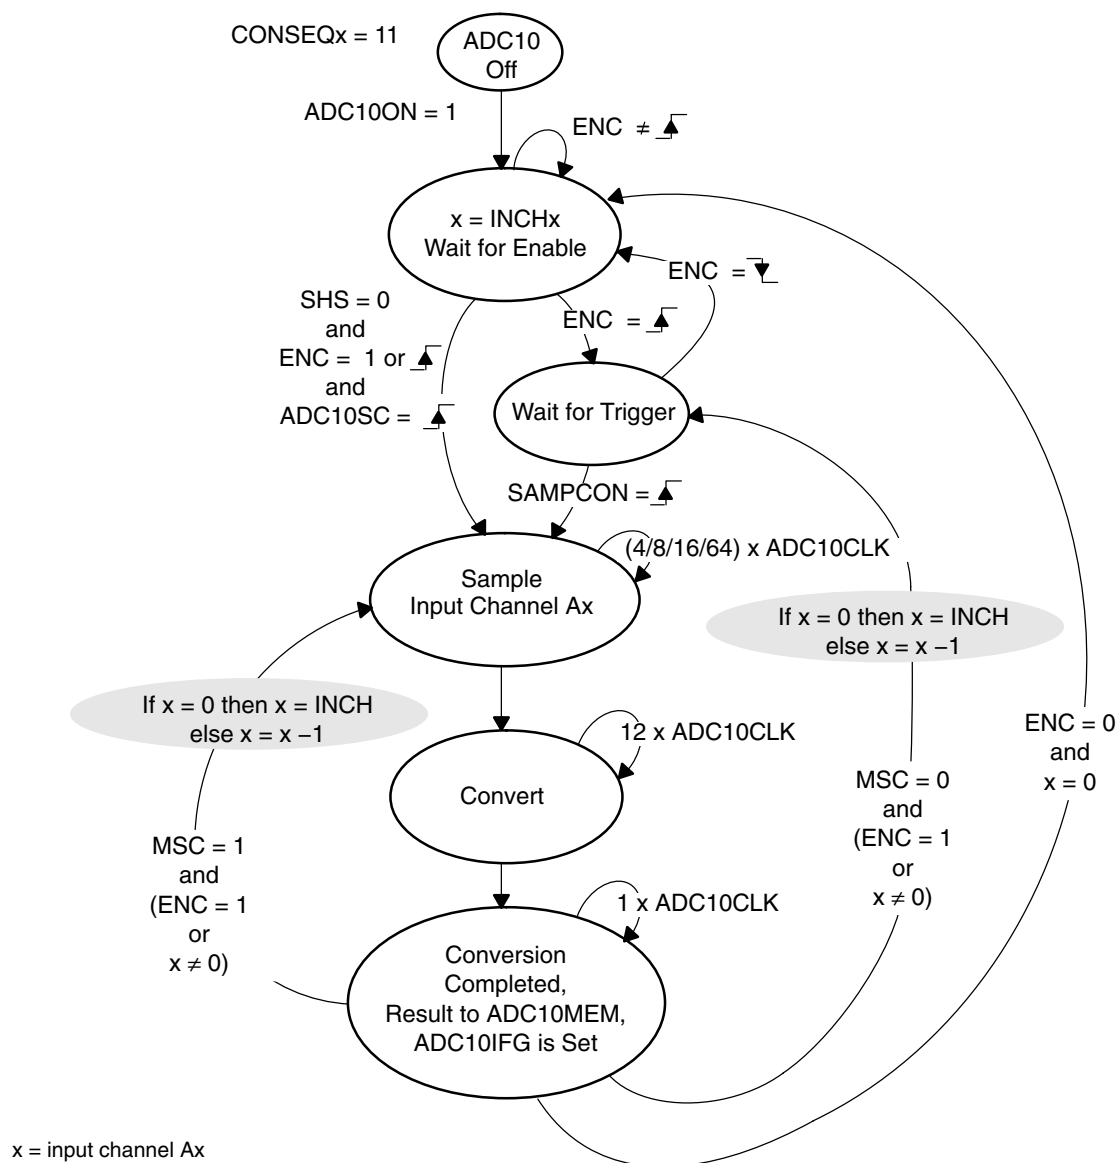 CONSEQx = 11
ADC10
Off
ADC10ON = 1
ENC ≠
x = INCHx
Wait for Enable
ENC =
SHS = 0
and
ENC = 1 or
and
ADC10SC =
ENC =
Wait for Trigger
SAMPCON =
(4/8/16/64) x ADC10CLK
Sample
Input Channel Ax
If x = 0 then x = INCH
else x = x −1
If x = 0 then x = INCH
else x = x −1
12 x ADC10CLK
Convert
ENC = 0
and
x = 0
MSC = 0
and
(ENC = 1
or
x ≠ 0)
MSC = 1
and
(ENC = 1
or
x ≠ 0)
1 x ADC10CLK
Conversion
Completed,
Result to ADC10MEM,
ADC10IFG is Set
x = input channel Ax